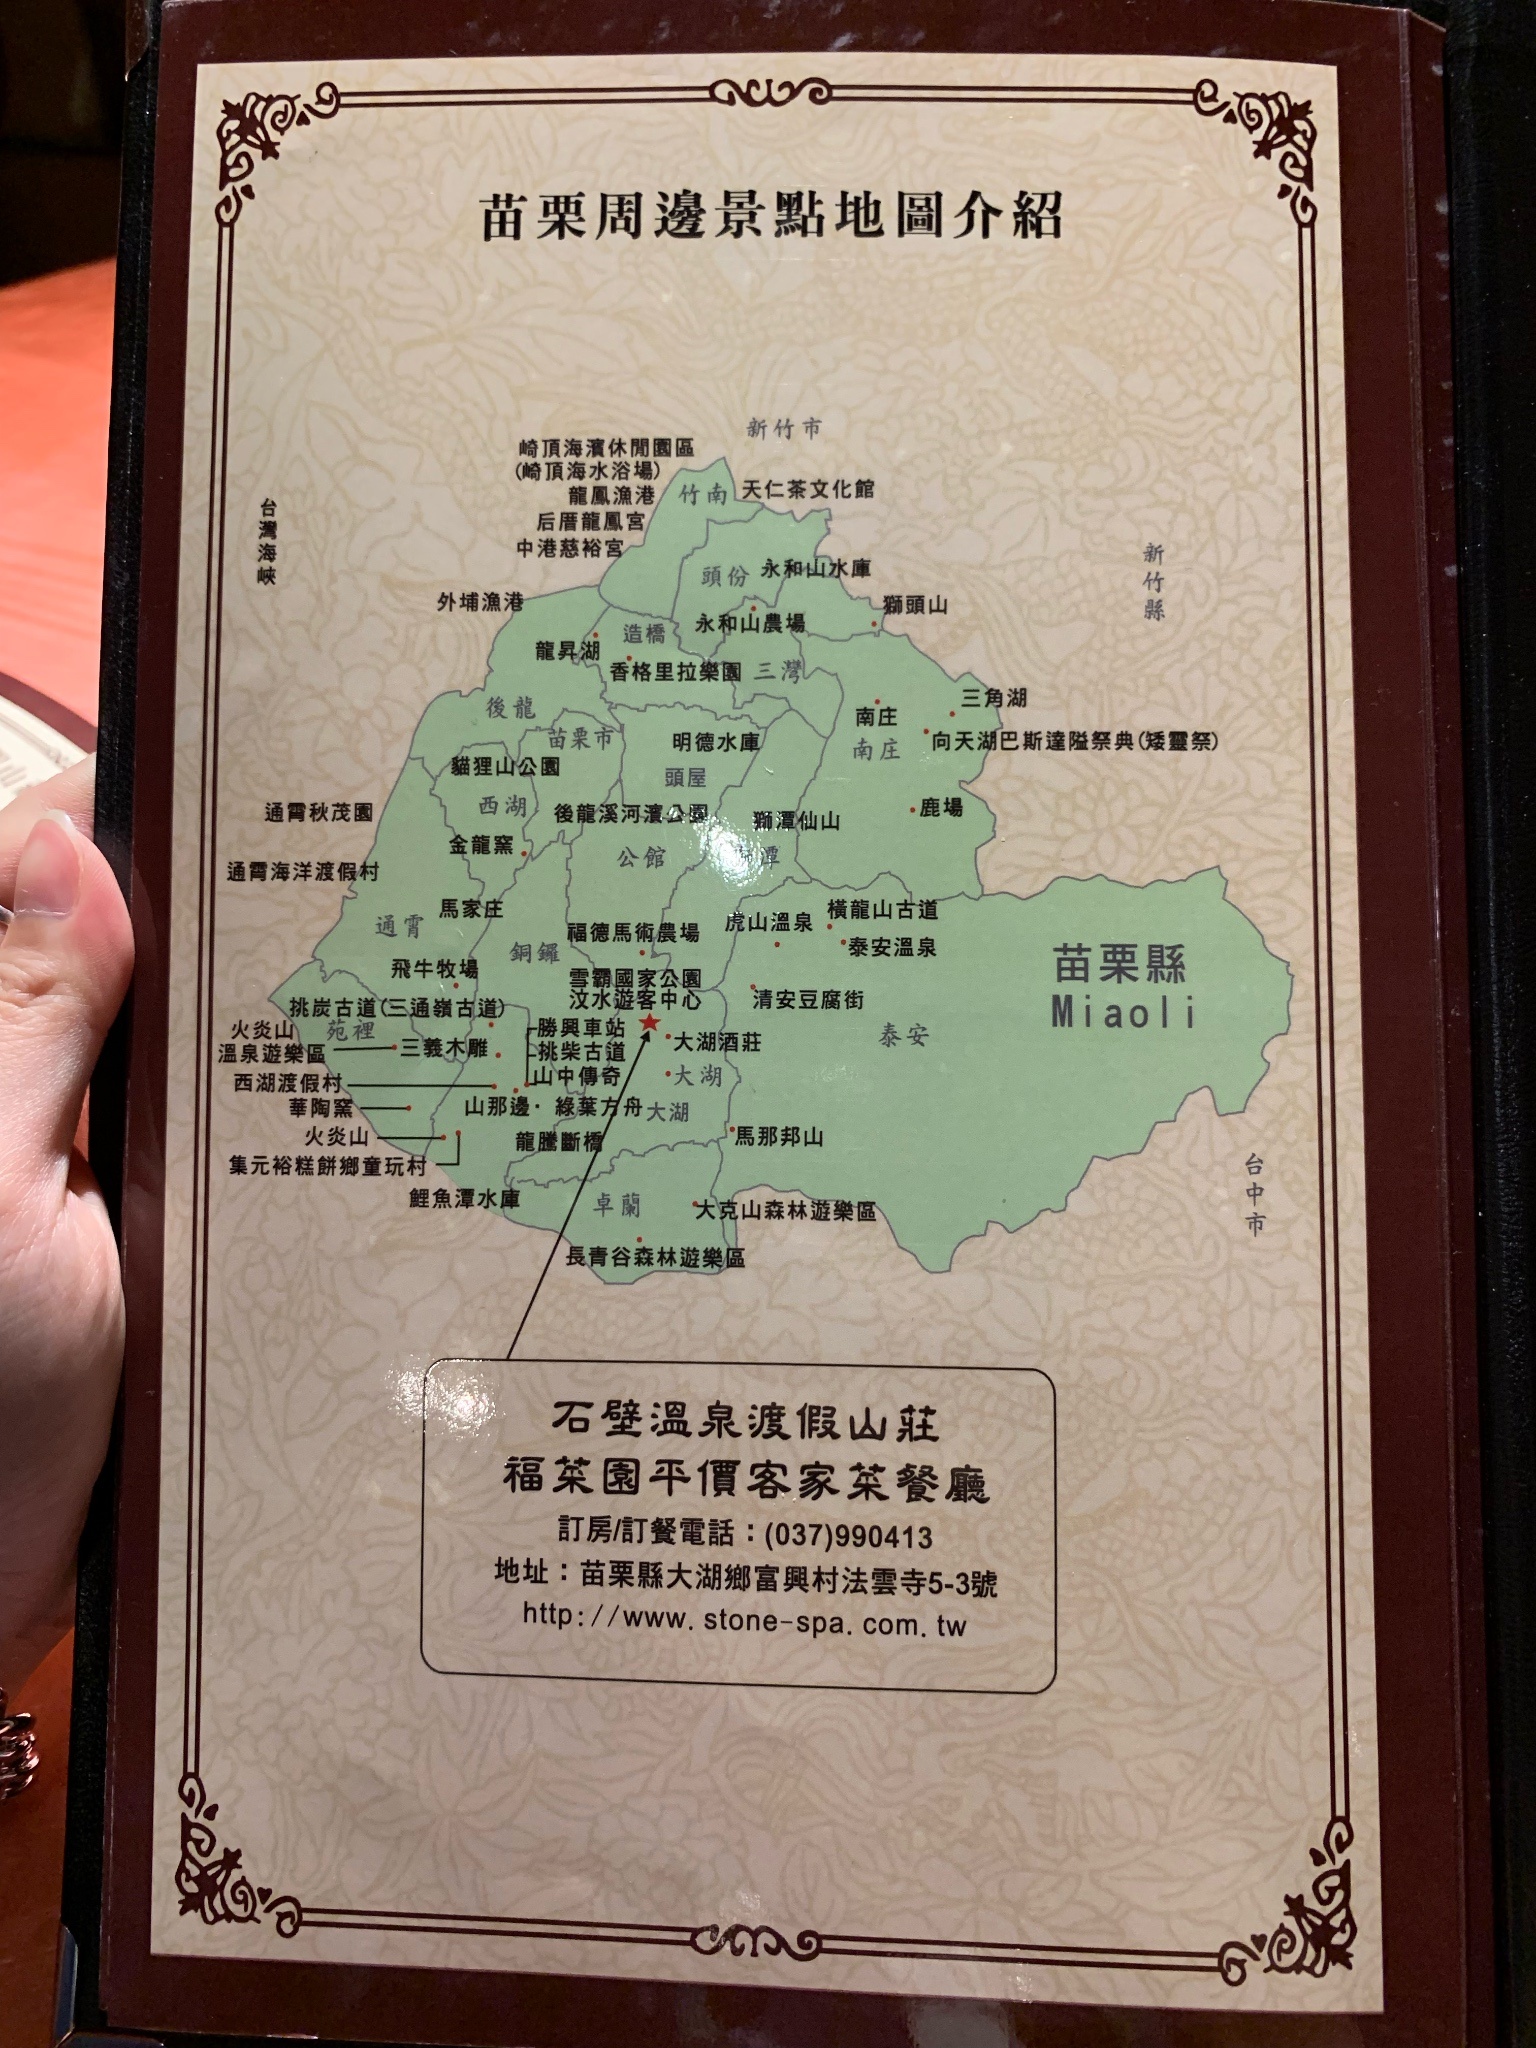 苗栗周邊景點地圖介紹
新竹市
崎頂海濱休閒園區
(崎頂海水浴場)
龍鳳漁港
竹南
天仁茶文化館
后厝龍鳳宮
中港慈裕宮
台灣海峽
新竹縣
頭份
永和山水庫
外埔漁港
獅頭山
永和山農場
造橋
龍昇湖
香格里拉樂園
三灣
三角湖
後龍
南庄
苗栗市
明德水庫
南庄
向天湖巴斯達隘祭典(矮靈祭)
貓狸山公園
頭屋
西湖
通霄秋茂園
後龍溪河濱公園
獅潭仙山
鹿場
金龍窯
公館
潭
通霄海洋渡假村
馬家庄
橫龍山古道
通霄
虎山溫泉
福德馬術農場
銅鑼
泰安溫泉
苗栗縣
Miaoli
飛牛牧場
雪霸國家公園
汶水遊客中心
清安豆腐街
挑炭古道(三通嶺古道)
火炎山
溫泉遊樂區
苑裡
勝興車站
泰安
三義木雕
挑柴古道
大湖酒莊
西湖渡假村
山中傳奇
大湖
華陶窯
山那邊·綠葉方舟
大湖
火炎山
龍騰斷橋
馬那邦山
集元裕糕餅鄉童玩村
台中市
鯉魚潭水庫
卓蘭
大克山森林遊樂區
長青谷森林遊樂區
石壁溫泉渡假山莊
福菜園平價客家菜餐廳
訂房/訂餐電話：(037)990413
地址：苗栗縣大湖鄉富興村法雲寺5-3號
http://www.stone-spa.com.tw